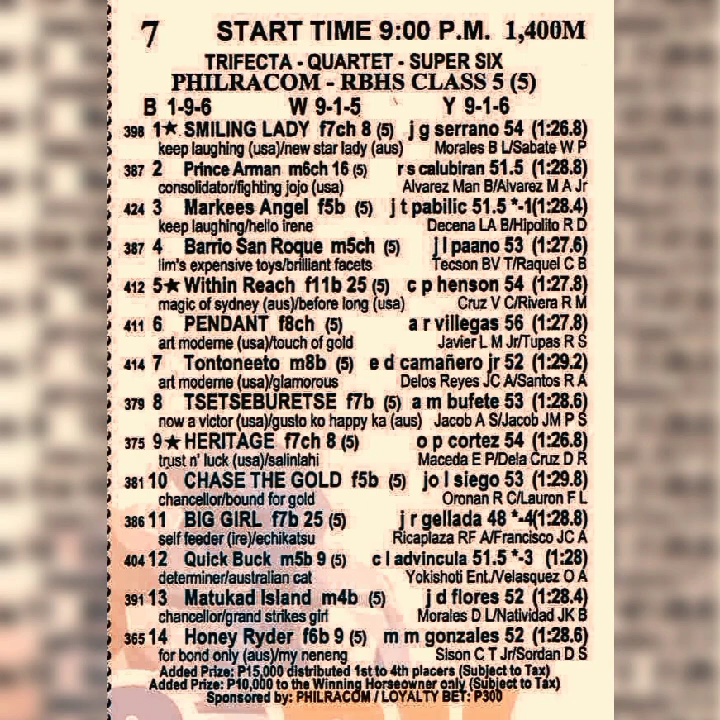 7 START TIME 9:00 P.M. 1,400M
TRIFECTA - QUARTET - SUPER SIX
PHILRACOM - RBHS CLASS 5 (5)
B 1-9-6 W 9-1-5 Y 9-1-6
398 1★ SMILING LADY f7ch 8 (5) j g serrano 54 (1:26.8)
keep laughing (usa)/new star lady (aus) Morales B L/Sabate W P
387 2 Prince Arman m6ch 16 (5) r s calubiran 51.5 (1:28.8)
consolidator/fighting jojo (usa) Alvarez Man B/Alvarez M A Jr
424 3 Markees Angel f5b (5) j t pabilic 51.5 *-1(1:28.4)
keep laughing/hello irene Decena LA B/Hipolito R D
387 4 Barrio San Roque m5ch (5) j l paano 53 (1:27.6)
lim's expensive toys/brilliant facets Tecson BV T/Raquel C B
412 5★ Within Reach f11b 25 (5) c p henson 54 (1:27.8)
magic of sydney (aus)/before long (usa) Cruz V C/Rivera R M
411 6 PENDANT f8ch (5) a r villegas 56 (1:27.8)
art moderne (usa)/touch of gold Javier L M Jr/Tupas R S
414 7 Tontoneeto m8b (5) e d camañero jr 52 (1:29.2)
art moderne (usa)/glamorous Delos Reyes JC A/Santos R A
379 8 TSETSEBURETSE f7b (5) a m bufete 53 (1:28.6)
now a victor (usa)/gusto ko happy ka (aus) Jacob A S/Jacob JM P S
375 9★ HERITAGE f7ch 8 (5) o p cortez 54 (1:26.8)
trust n' luck (usa)/salinlahi Maceda E P/Dela Cruz D R
381 10 CHASE THE GOLD f5b (5) jo l siego 53 (1:29.8)
chancellor/bound for gold Oronan R C/Lauron F L
386 11 BIG GIRL f7b 25 (5) j r gellada 48 *-4(1:28.8)
self feeder (ire)/echikatsu Ricaplaza RF A/Francisco JC A
404 12 Quick Buck m5b 9 (5) c l advincula 51.5 *-3 (1:28)
determiner/australian cat Yokishoti Ent./Velasquez O A
391 13 Matukad Island m4b (5) j d flores 52 (1:28.4)
chancellor/grand strikes girl Morales D L/Natividad JK B
365 14 Honey Ryder f6b 9 (5) m m gonzales 52 (1:28.6)
for bond only (aus)/my neneng Sison C T Jr/Sordan D S
Added Prize: P15,000 distributed 1st to 4th placers (Subject to Tax)
Added Prize: P10,000 to the Winning Horseowner only (Subject to Tax)
Sponsored by: PHILRACOM / LOYALTY BET: P300